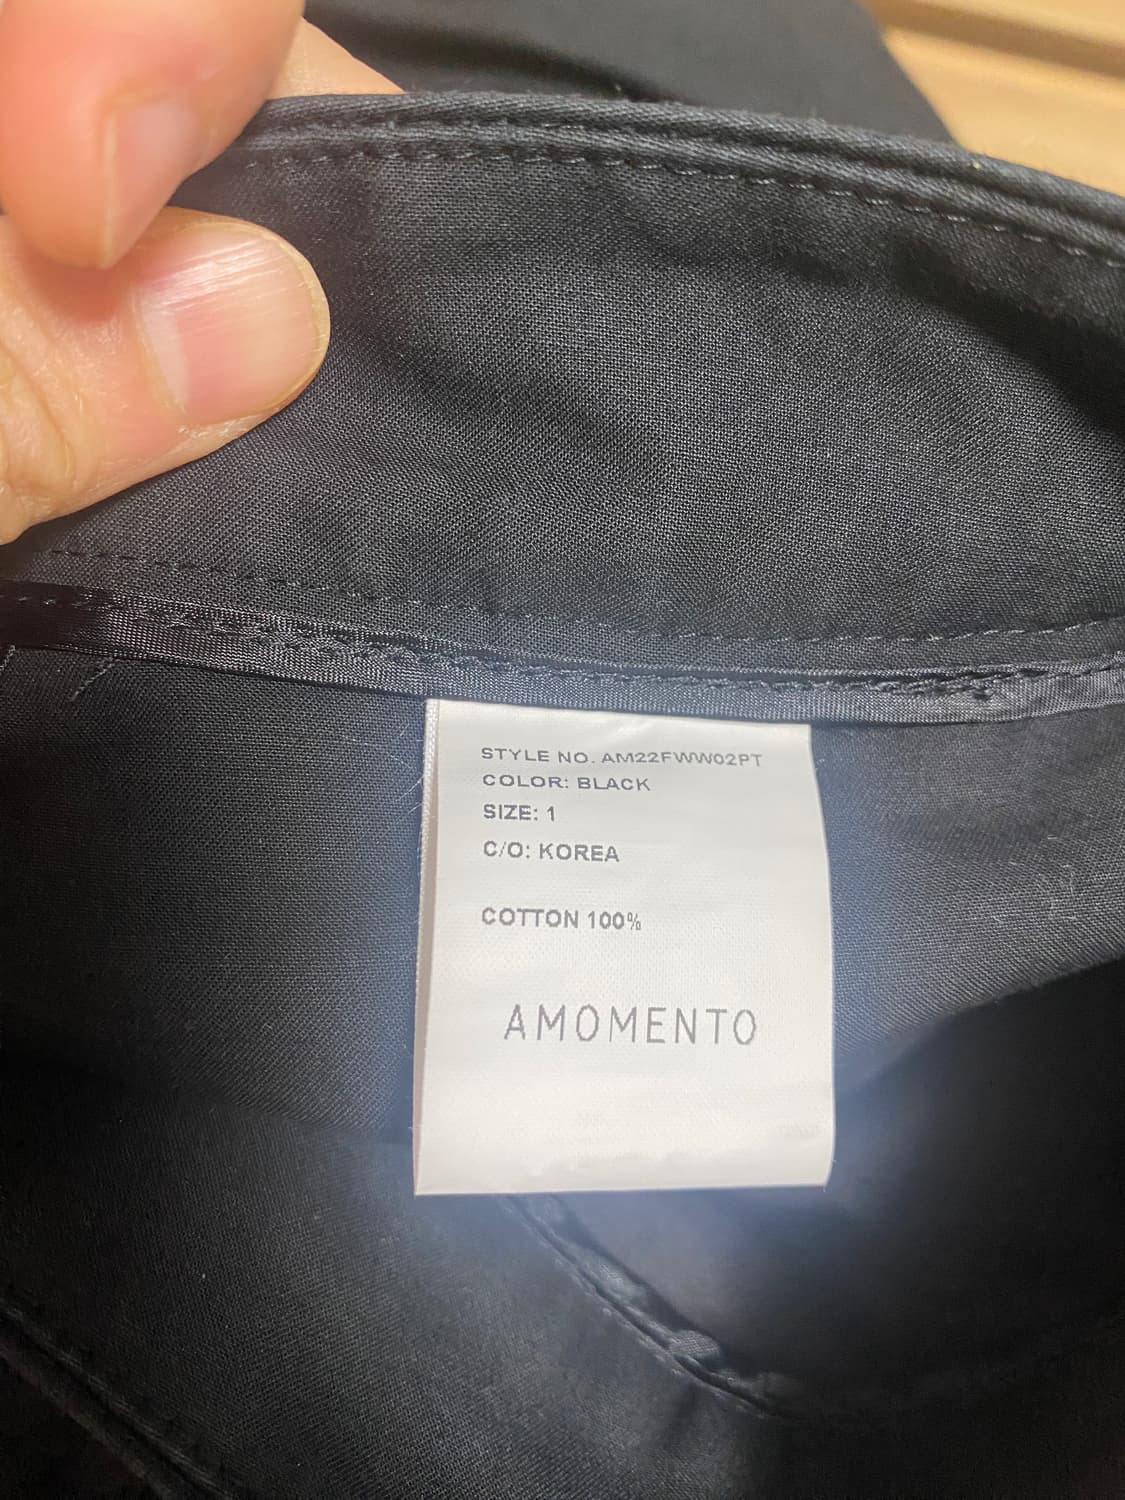 STYLE NO. AM22FWW02PT
COLOR: BLACK
SIZE: 1
C/O: KOREA
COTTON 100%
AMOMENTO